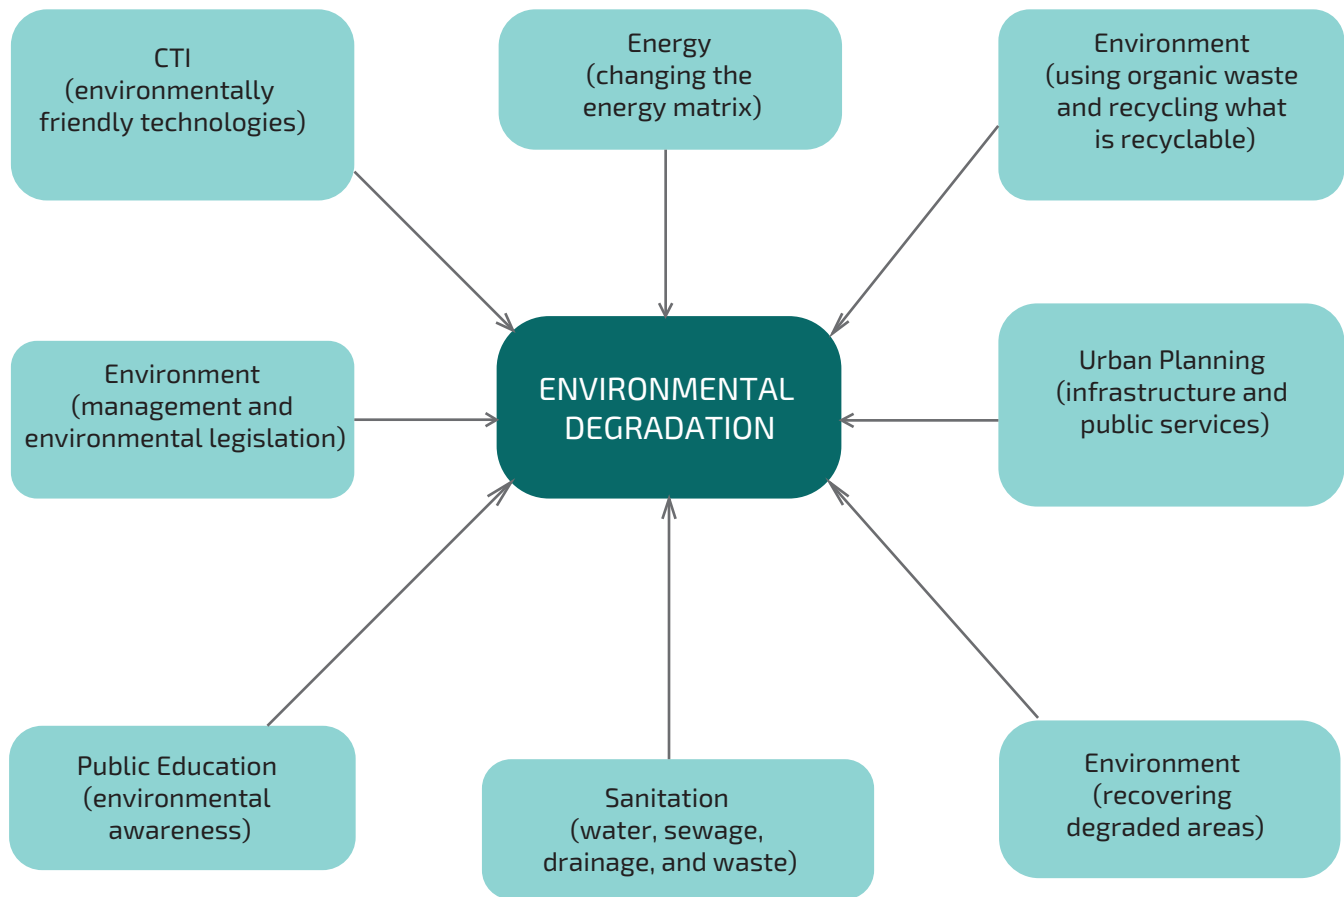 CTI
(environmentally
friendly technologies)
Energy
(changing the
energy matrix)
Environment
(using organic waste
and recycling what
is recyclable)
Environment
(management and
environmental legislation)
ENVIRONMENTAL
DEGRADATION
Urban Planning
(infrastructure and
public services)
Public Education
(environmental
awareness)
Sanitation
(water, sewage,
drainage, and waste)
Environment
(recovering
degraded areas)